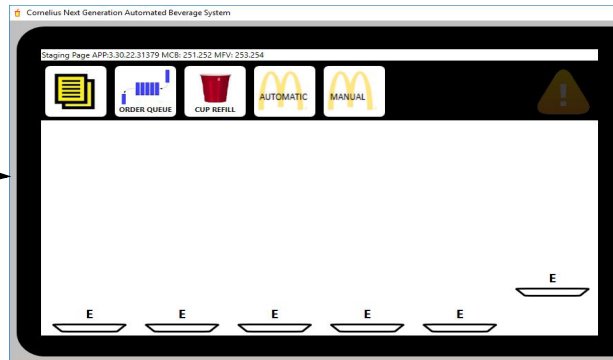 Cornelius Next Generation Automated Beverage System
Staging Page APP:3.30.22.31379 MCB: 251.252 MFV: 253.254
ORDER QUEUE
CUP REFILL
AUTOMATIC
MANUAL
!
E
E E E E E